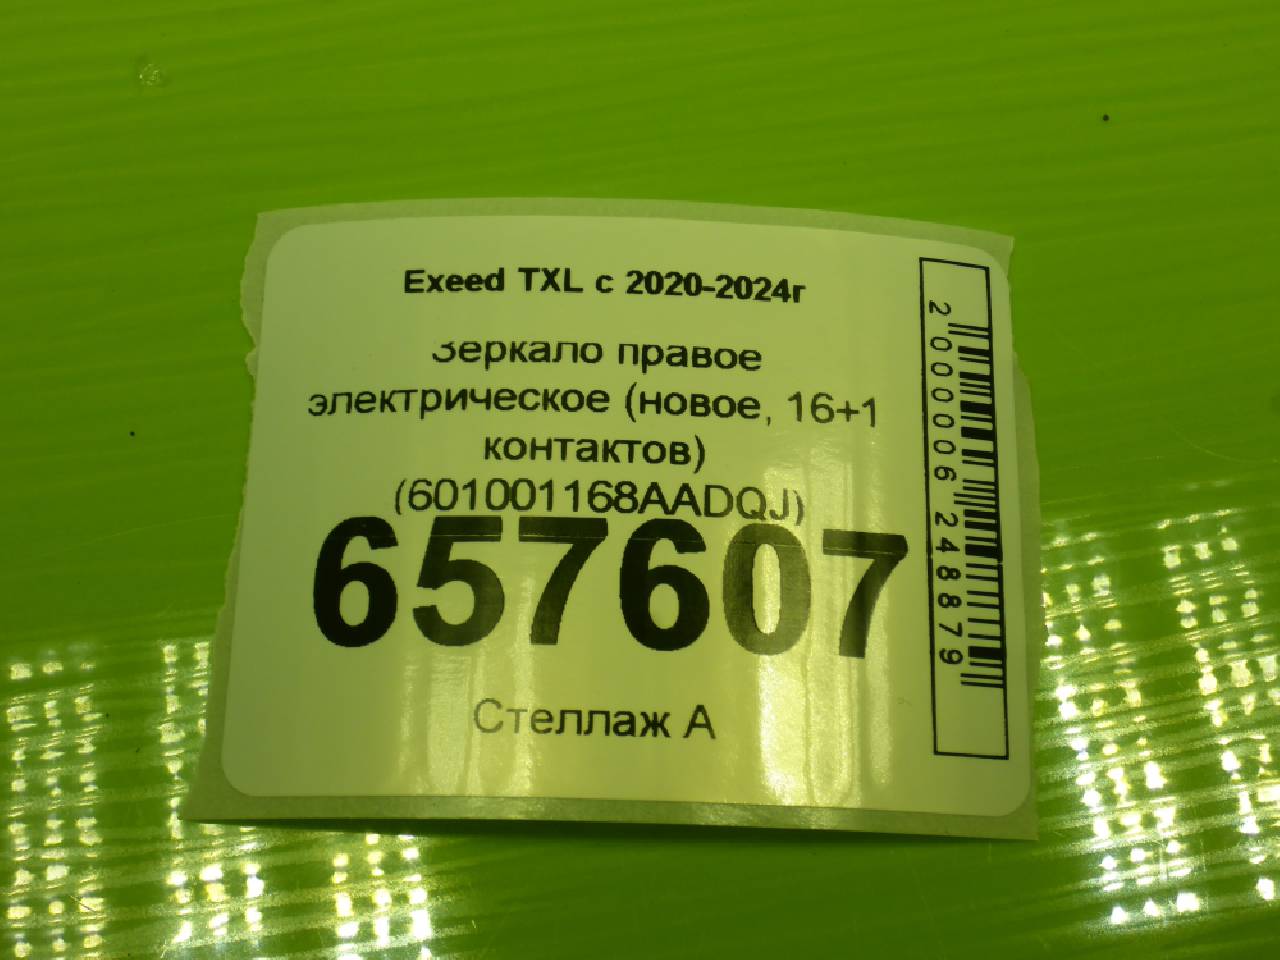 Exeed TXL с 2020-2024г
Зеркало правое
электрическое (новое, 16+1
контактов)
(601001168AADQJ)
657607
Стеллаж А
2000006248879